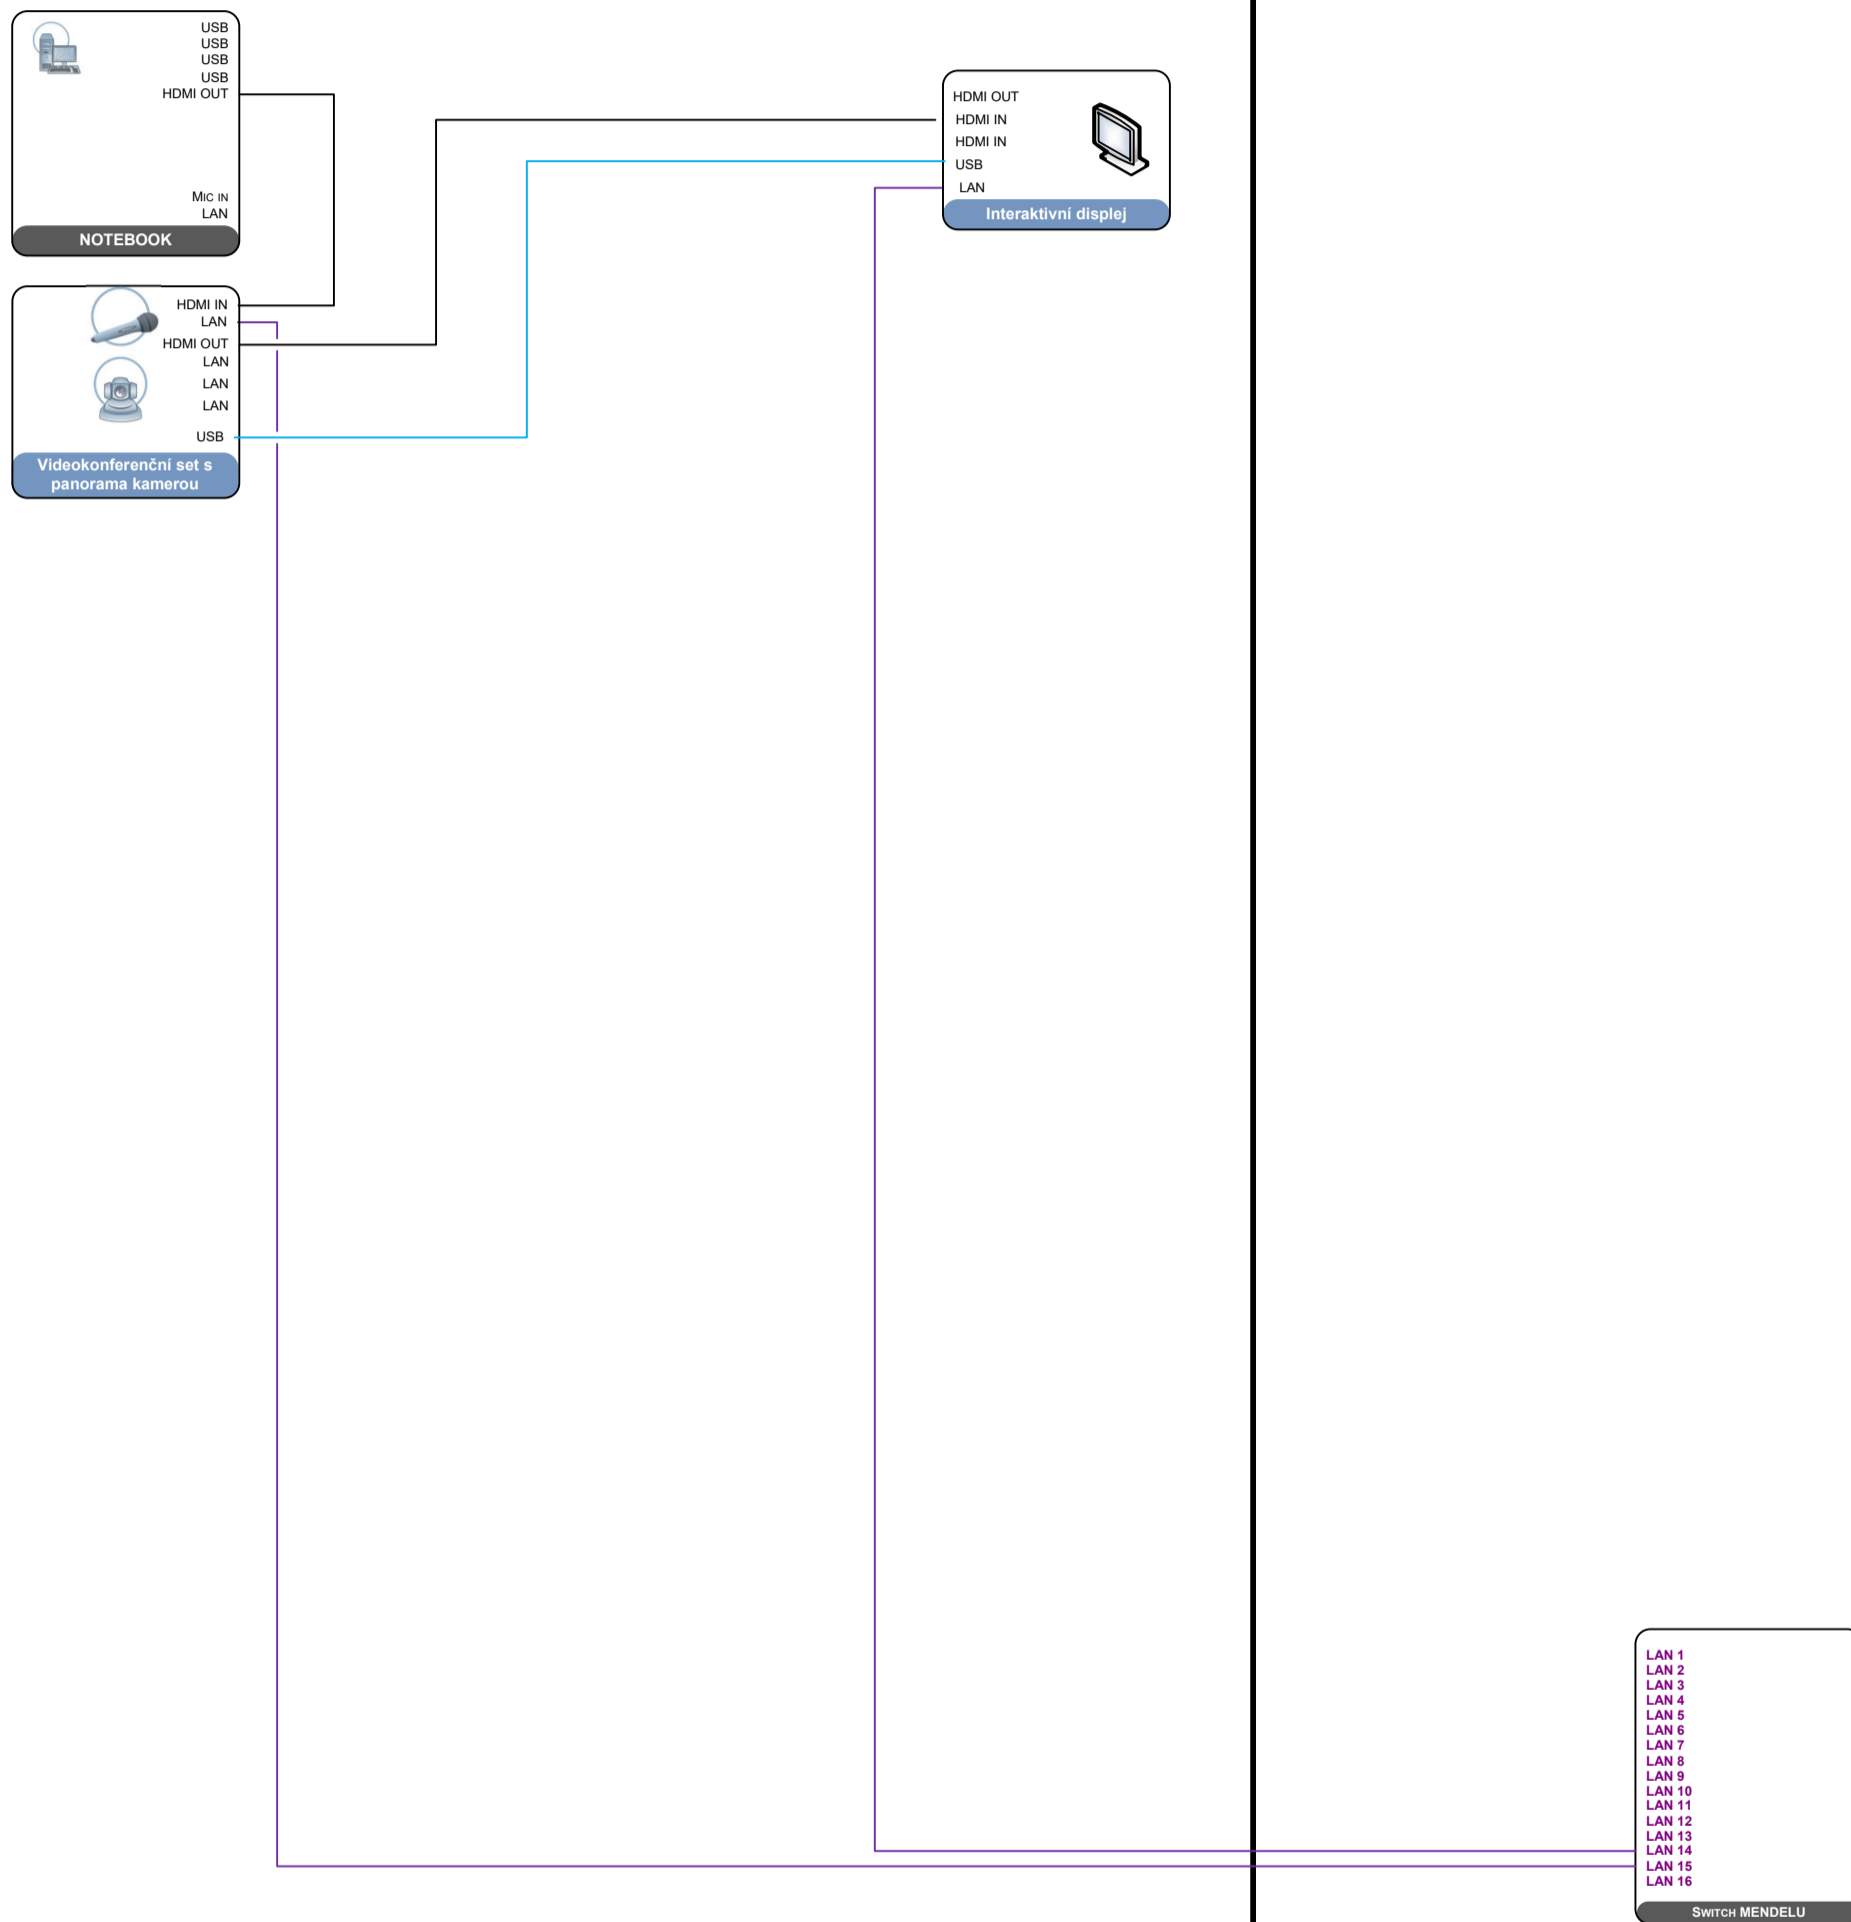 USB
USB
USB
USB
HDMI OUT
MIC IN
LAN
NOTEBOOK
HDMI IN
LAN
HDMI OUT
LAN
LAN
LAN
USB
Videokonferenční set s
panorama kamerou
HDMI OUT
HDMI IN
HDMI IN
USB
LAN
Interaktivní displej
LAN 1
LAN 2
LAN 3
LAN 4
LAN 5
LAN 6
LAN 7
LAN 8
LAN 9
LAN 10
LAN 11
LAN 12
LAN 13
LAN 14
LAN 15
LAN 16
SWITCH MENDELU